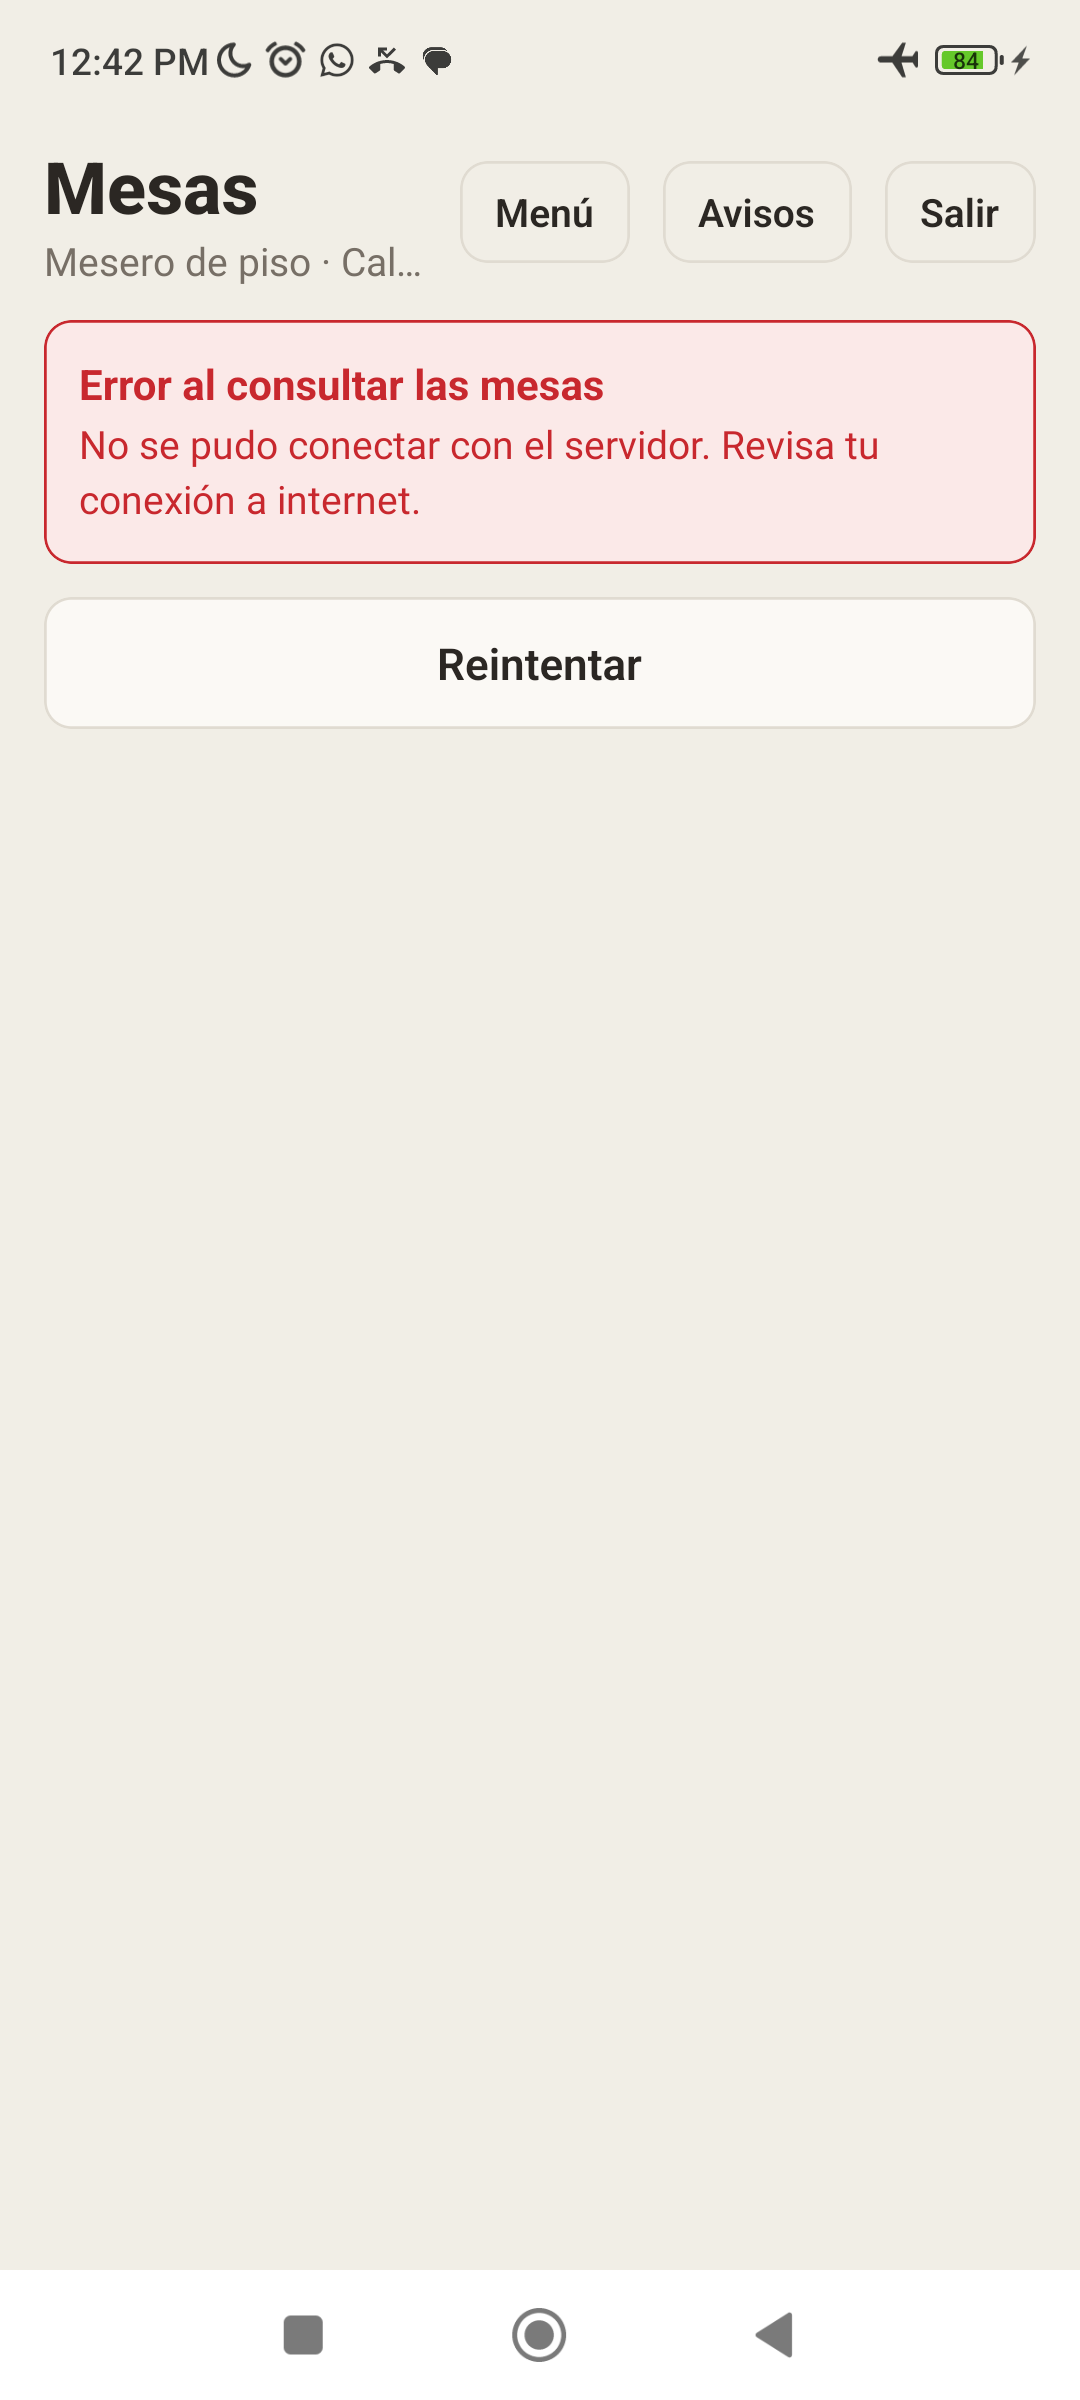 12:42 PM
84
Mesas
Mesero de piso · Cal…
Menú
Avisos
Salir
Error al consultar las mesas
No se pudo conectar con el servidor. Revisa tu
conexión a internet.
Reintentar